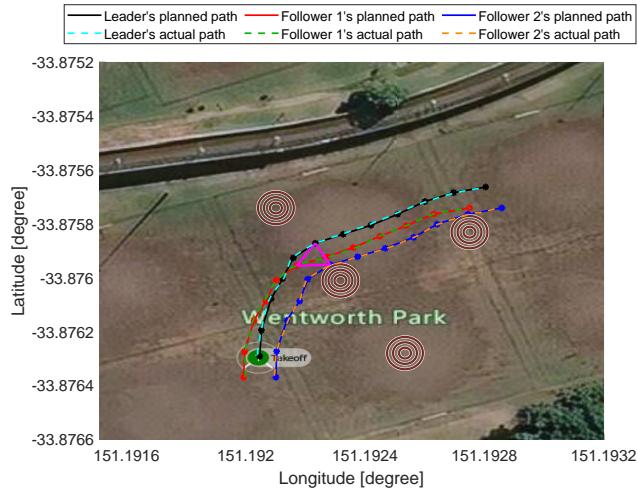 Leader's planned path Follower 1's planned path Follower 2's planned path
Leader's actual path Follower 1's actual path Follower 2's actual path
-33.8752
-33.8754
-33.8756
-33.8758
-33.876
-33.8762
-33.8764
-33.8766
Latitude [degree]
Wentworth Park
Takeoff
151.1916 151.192 151.1924 151.1928 151.1932
Longitude [degree]